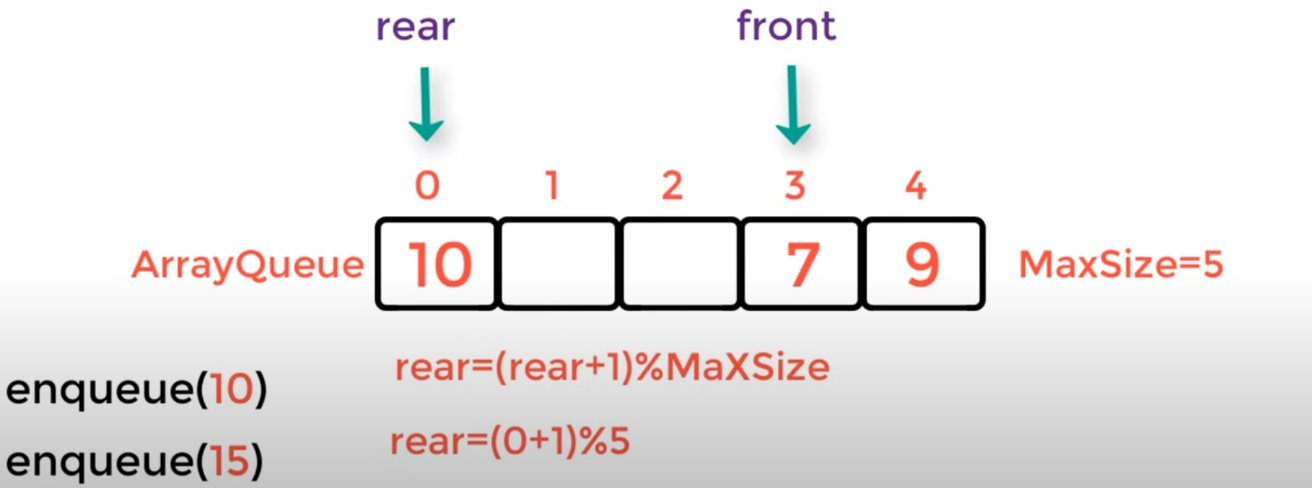 rear front
0 1 2 3 4
ArrayQueue 10 7 9 MaxSize=5
rear=(rear+1)%MaXSize
enqueue(10)
rear=(0+1)%5
enqueue(15)